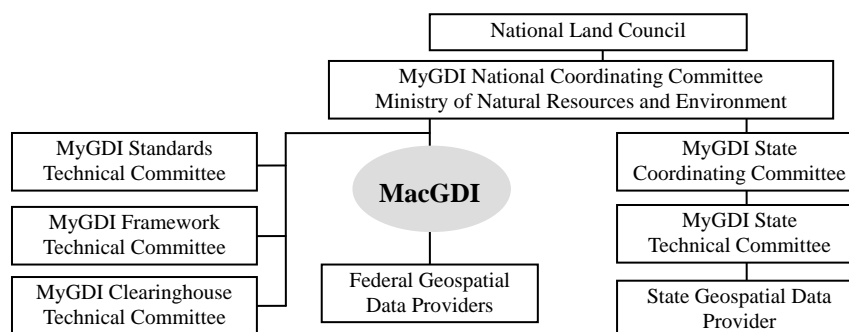 National Land Council
MyGDI National Coordinating Committee
Ministry of Natural Resources and Environment
MyGDI Standards
Technical Committee
MyGDI Framework
Technical Committee
MyGDI Clearinghouse
Technical Committee
MacGDI
Federal Geospatial
Data Providers
MyGDI State
Coordinating Committee
MyGDI State
Technical Committee
State Geospatial Data
Provider